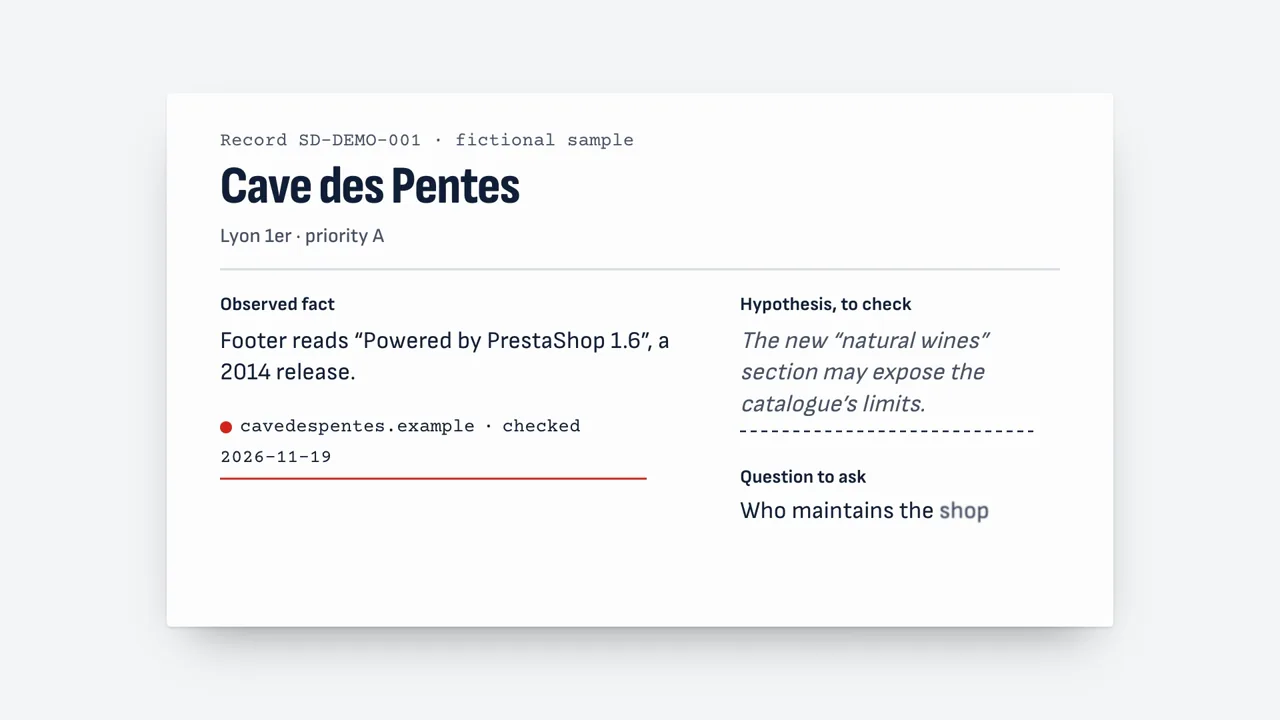 Record SD-DEMO-001 · fictional sample
Cave des Pentes
Lyon 1er · priority A
Observed fact
Footer reads “Powered by PrestaShop 1.6”, a
2014 release.
cavedespentes.example · checked
2026-11-19
Hypothesis, to check
The new “natural wines”
section may expose the
catalogue’s limits.
Question to ask
Who maintains the shop